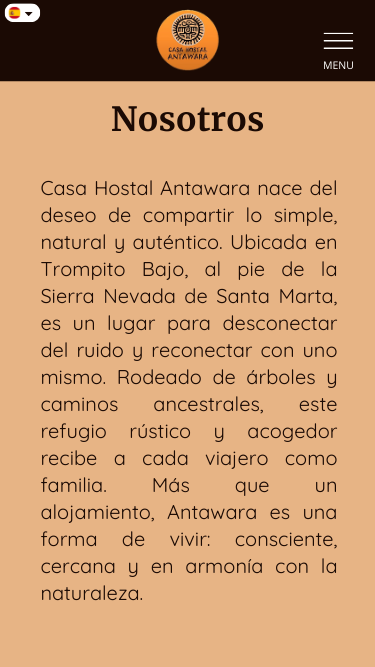 CASA HOSTAL
ANTAWARA
MENU
Nosotros
Casa Hostal Antawara nace del
deseo de compartir lo simple,
natural y auténtico. Ubicada en
Trompito Bajo, al pie de la
Sierra Nevada de Santa Marta,
es un lugar para desconectar
del ruido y reconectar con uno
mismo. Rodeado de árboles y
caminos ancestrales, este
refugio rústico y acogedor
recibe a cada viajero como
familia. Más que un
alojamiento, Antawara es una
forma de vivir: consciente,
cercana y en armonía con la
naturaleza.